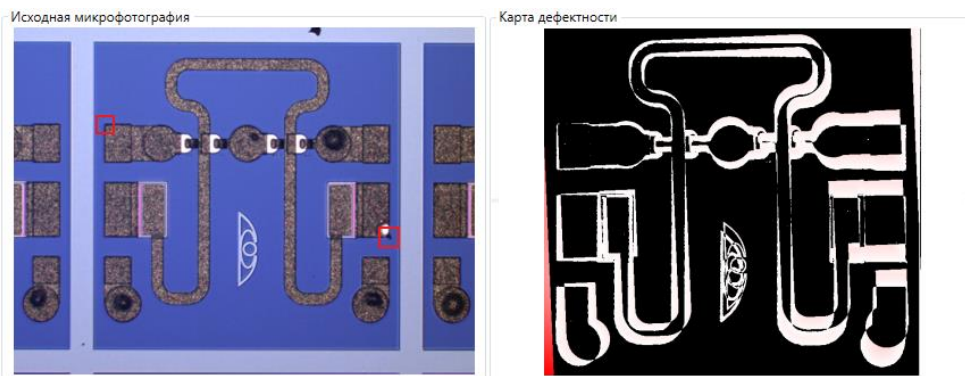 Исходная микрофотография
Карта дефектности